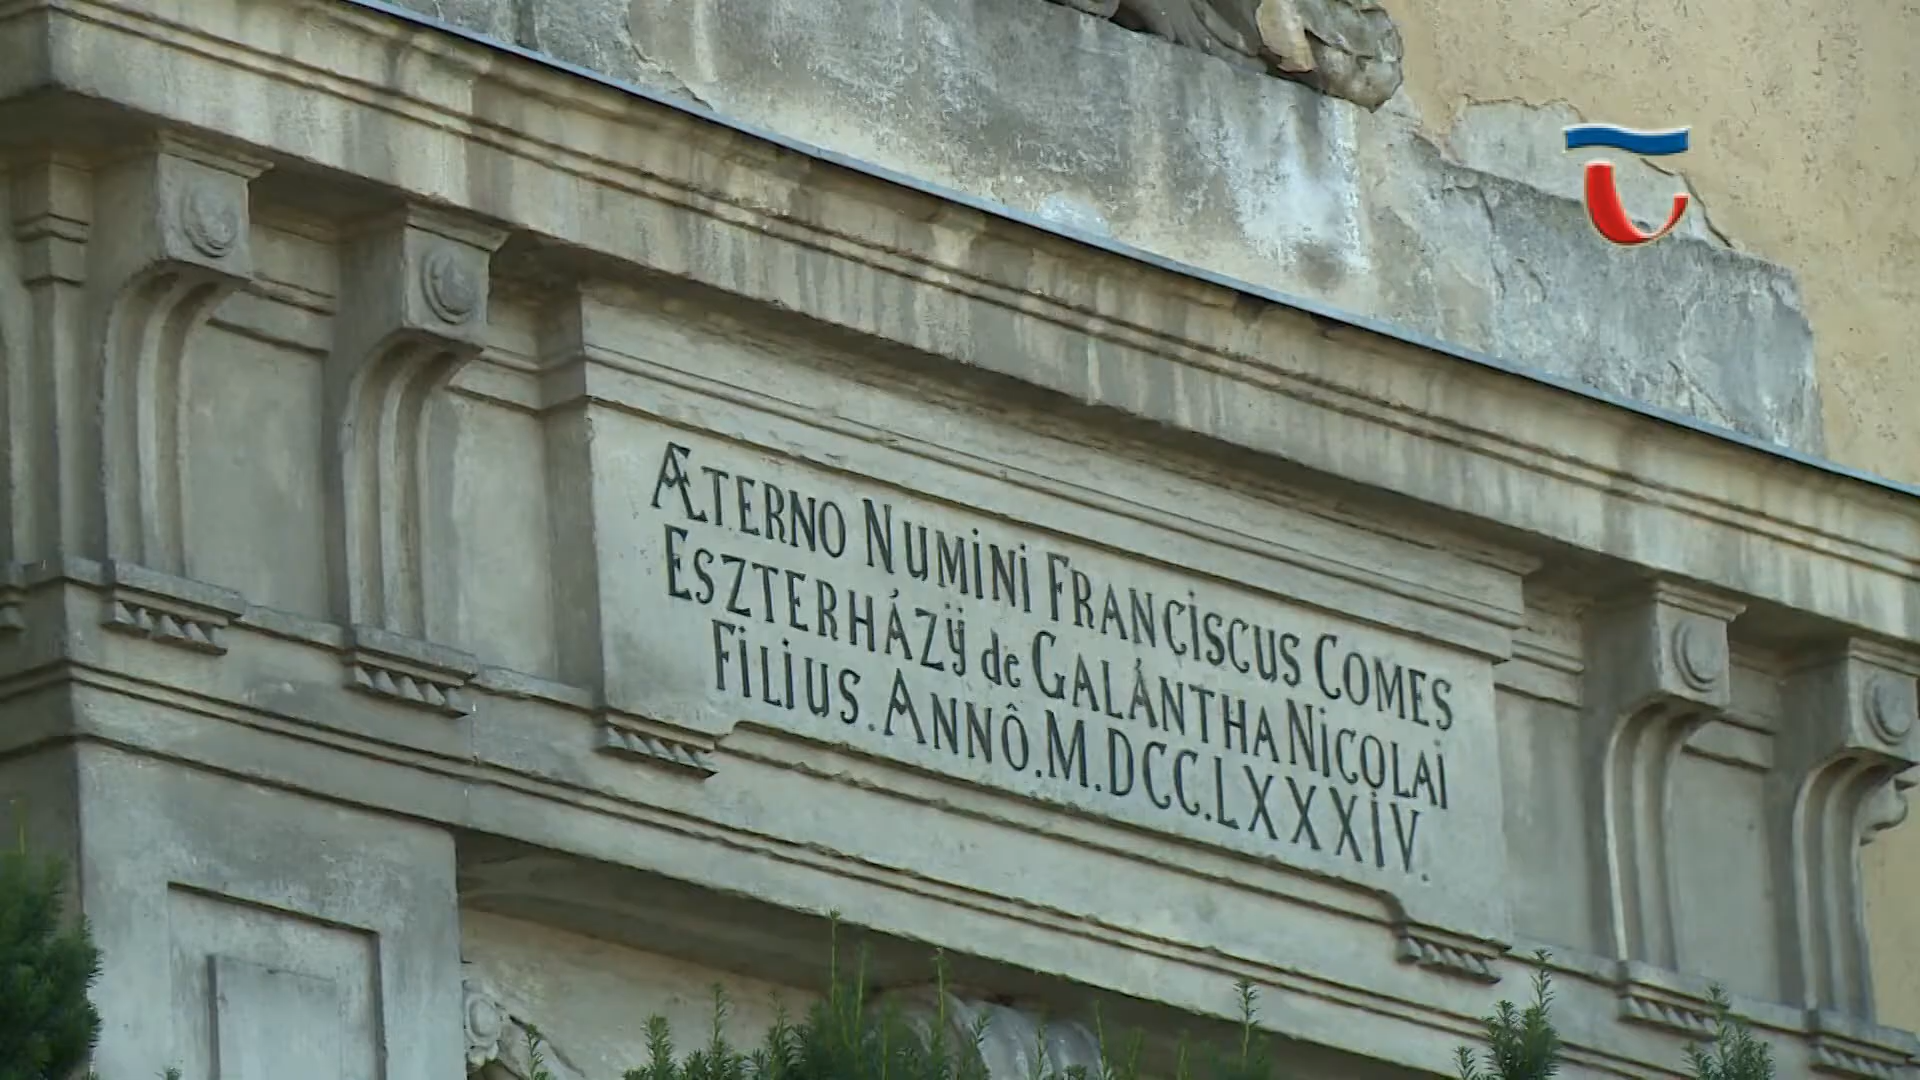 ÆTERNO NUMiNi FRANCiSCUS COMES
ESZTERHÁZÿ de GALÁNTHA NiCOLAi
FiLiUS. ANNÔ. M.DCC.LXXXiV.